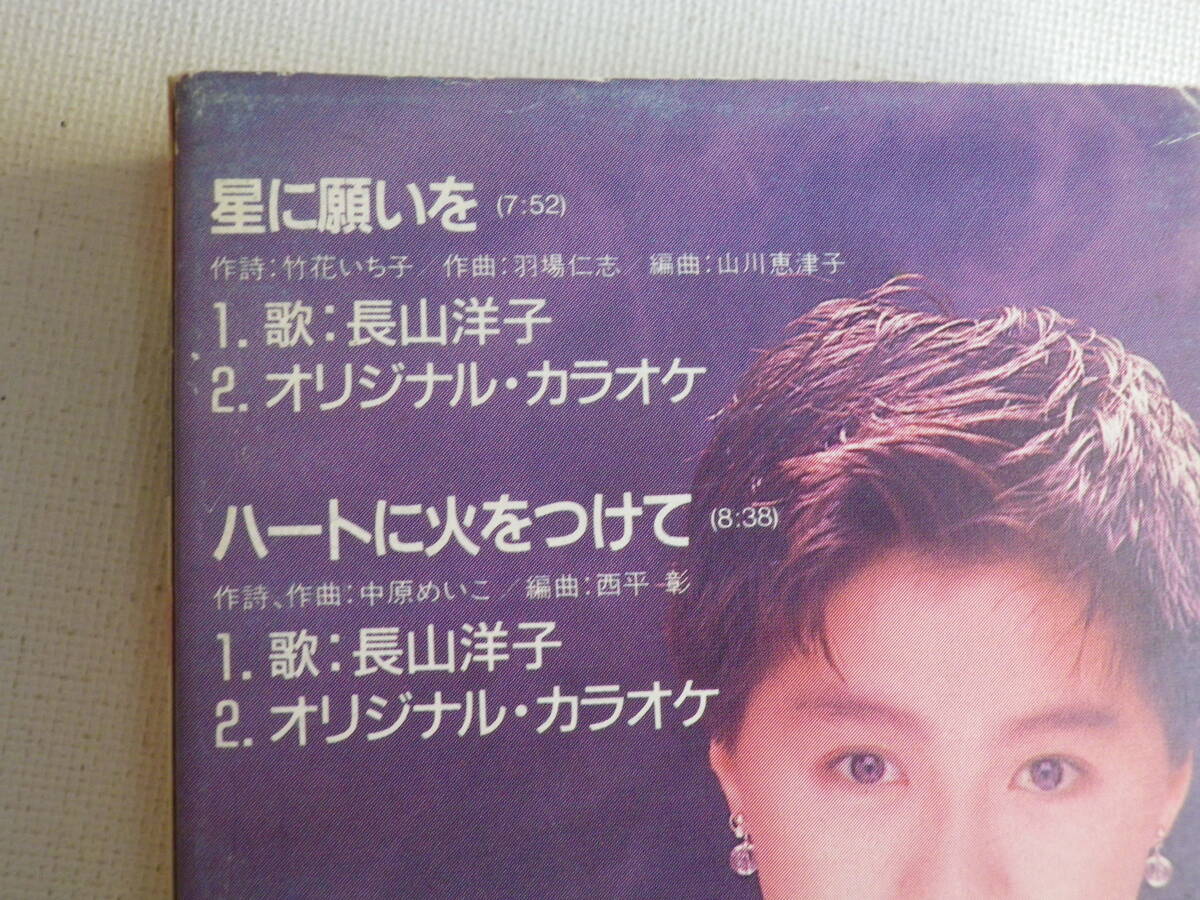 星に願いを (7:52)
作詩:竹花いち子/作曲:羽場仁志 編曲:山川恵津子
1. 歌:長山洋子
2. オリジナル・カラオケ
ハートに火をつけて (8:38)
作詩、作曲:中原めいこ/編曲:西平 彰
1. 歌:長山洋子
2. オリジナル・カラオケ